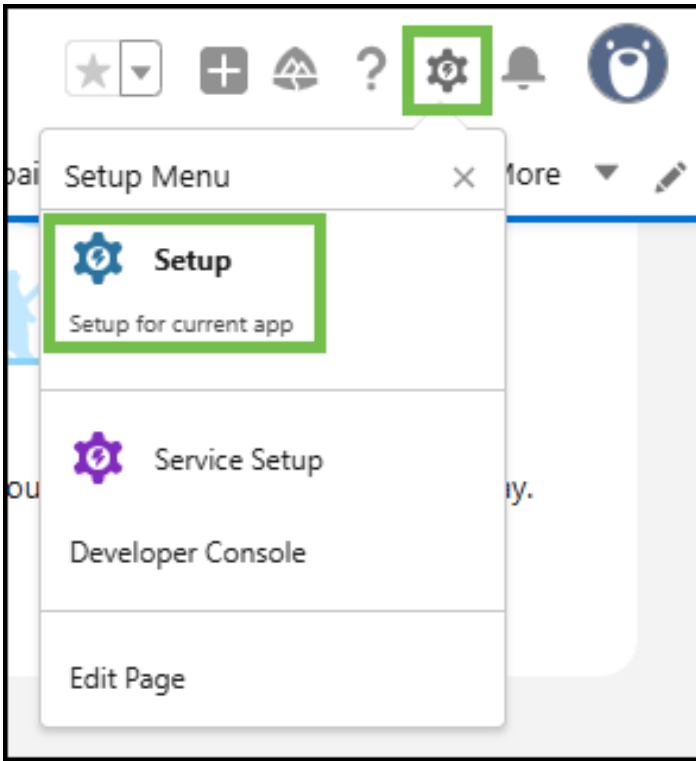 Setup Menu
More
Setup
Setup for current app
Service Setup
Developer Console
Edit Page